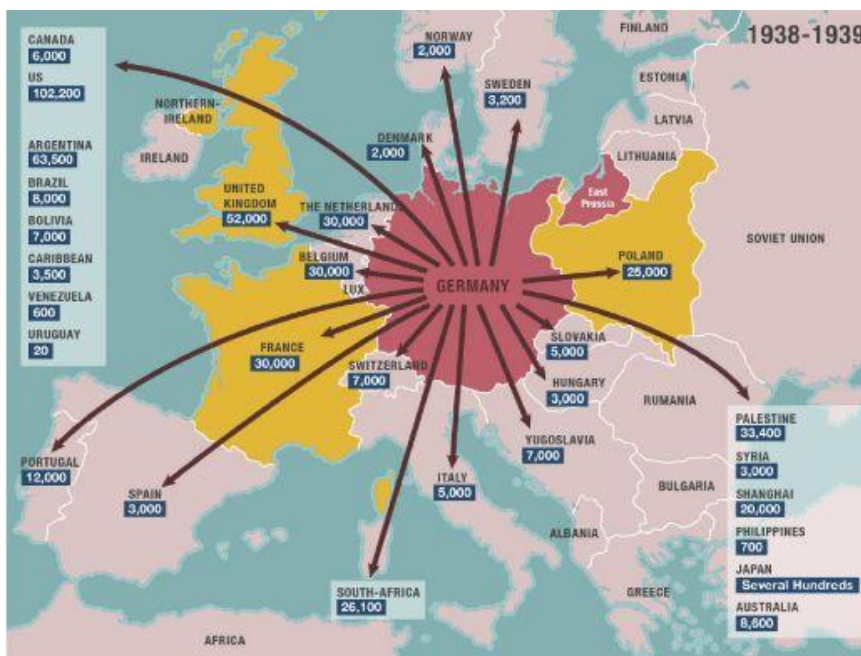 1938-1939
CANADA
6,000
US
102,200
ARGENTINA
63,500
BRAZIL
8,000
BOLIVIA
7,000
CARIBBEAN
3,500
VENEZUELA
600
URUGUAY
20
NORWAY
2,000
SWEDEN
3,200
FINLAND
ESTONIA
LATVIA
LITHUANIA
SOVIET UNION
NORTHERN-
IRELAND
IRELAND
DENMARK
2,000
UNITED
KINGDOM
52,000
THE NETHERLANDS
30,000
BELGIUM
30,000
LUX
East
Prussia
POLAND
25,000
GERMANY
FRANCE
30,000
SWITZERLAND
7,000
SLOVAKIA
5,000
HUNGARY
3,000
RUMANIA
YUGOSLAVIA
7,000
PORTUGAL
12,000
SPAIN
3,000
ITALY
5,000
BULGARIA
ALBANIA
GREECE
SOUTH-AFRICA
26,100
AFRICA
PALESTINE
33,400
SYRIA
3,000
SHANGHAI
20,000
PHILIPPINES
700
JAPAN
Several Hundreds
AUSTRALIA
8,600